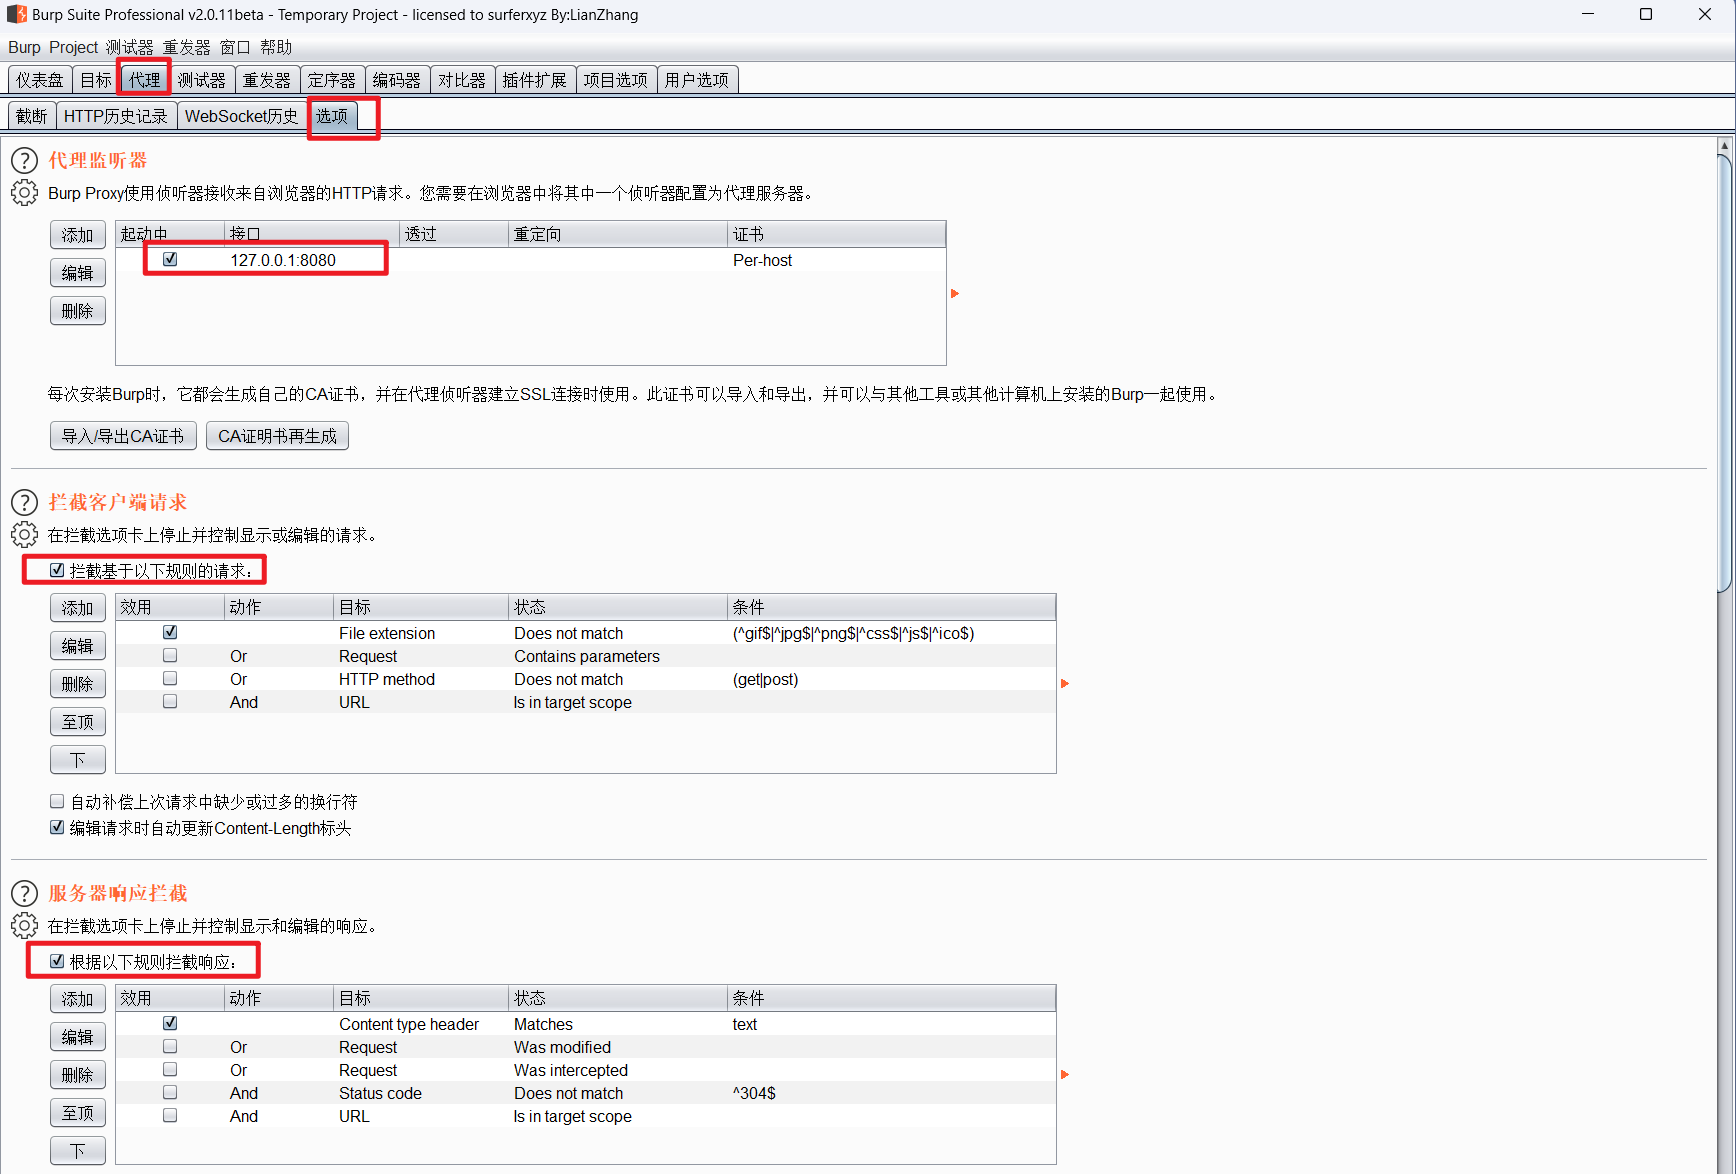 Burp Suite Professional v2.0.11beta - Temporary Project - licensed to surferxyz By:LianZhang
Burp Project 测试器 重发器 窗口 帮助
仪表盘 目标 代理 测试器 重发器 定序器 编码器 对比器 插件扩展 项目选项 用户选项
截断 HTTP历史记录 WebSocket历史 选项
代理监听器
Burp Proxy使用侦听器接收来自浏览器的HTTP请求。您需要在浏览器中将其中一个侦听器配置为代理服务器。
添加 起动中 接口 透过 重定向 证书
127.0.0.1:8080 Per-host
编辑
删除
每次安装Burp时，它都会生成自己的CA证书，并在代理侦听器建立SSL连接时使用。此证书可以导入和导出，并可以与其他工具或其他计算机上安装的Burp一起使用。
导入/导出CA证书 CA证明书再生成
拦截客户端请求
在拦截选项卡上停止并控制显示或编辑的请求。
拦截基于以下规则的请求：
添加 效用 动作 目标 状态 条件
File extension Does not match (^gif$|^jpg$|^png$|^css$|^js$|^ico$)
编辑 Or Request Contains parameters
删除 Or HTTP method Does not match (get|post)
And URL Is in target scope
至顶
下
自动补偿上次请求中缺少或过多的换行符
编辑请求时自动更新Content-Length标头
服务器响应拦截
在拦截选项卡上停止并控制显示和编辑的响应。
根据以下规则拦截响应：
添加 效用 动作 目标 状态 条件
Content type header Matches text
编辑 Or Request Was modified
删除 Or Request Was intercepted
And Status code Does not match ^304$
至顶 And URL Is in target scope
下